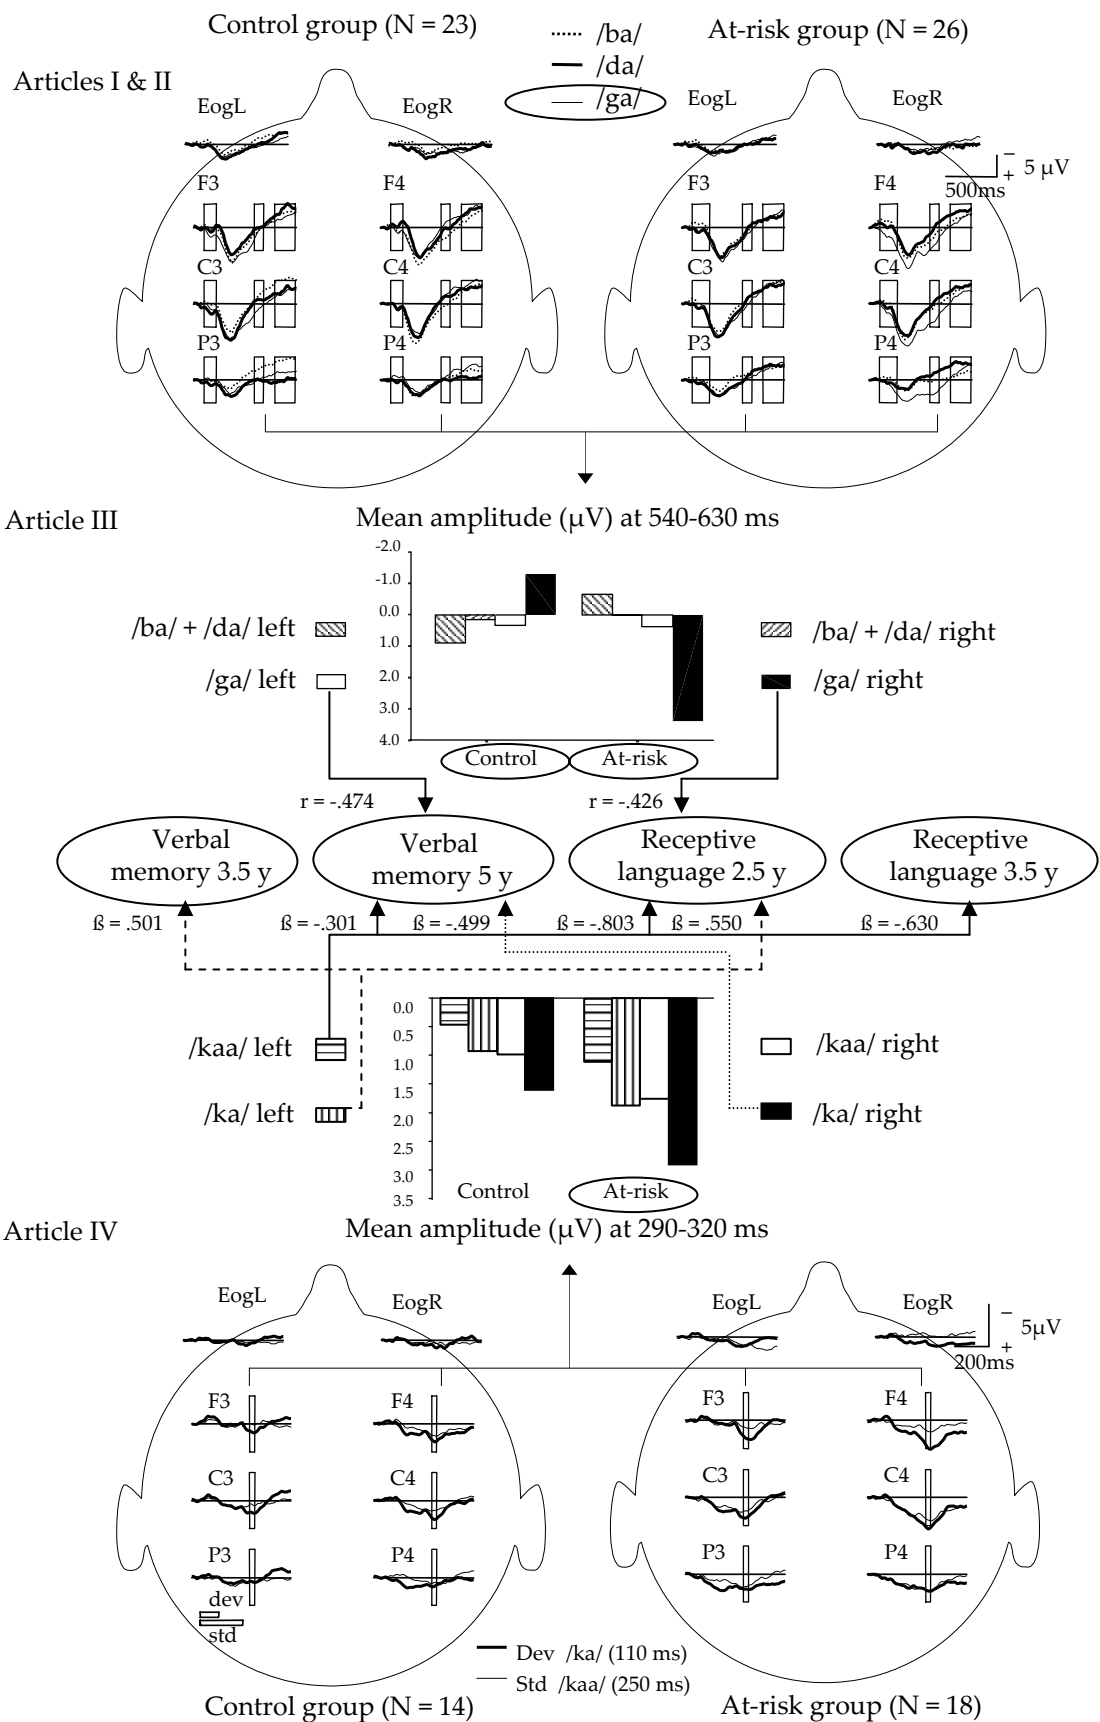 Control group (N = 23)
/ba/
/da/
/ga/
At-risk group (N = 26)
Articles I & II
EogL
EogR
EogL
EogR
− 5 µV
+
500ms
F3
F4
F3
F4
C3
C4
C3
C4
P3
P4
P3
P4
Article III
Mean amplitude (µV) at 540-630 ms
-2.0
-1.0
0.0
1.0
2.0
3.0
4.0
/ba/ + /da/ left
/ba/ + /da/ right
/ga/ left
/ga/ right
Control
At-risk
r = -.474
r = -.426
Verbal
memory 3.5 y
Verbal
memory 5 y
Receptive
language 2.5 y
Receptive
language 3.5 y
ß = .501
ß = -.301
ß = -.499
ß = -.803
ß = .550
ß = -.630
0.0
0.5
1.0
1.5
2.0
2.5
3.0
3.5
/kaa/ left
/kaa/ right
/ka/ left
/ka/ right
Control
At-risk
Article IV
Mean amplitude (µV) at 290-320 ms
EogL
EogR
EogL
EogR
− 5µV
+
200ms
F3
F4
F3
F4
C3
C4
C3
C4
P3
P4
P3
P4
dev
std
Dev /ka/ (110 ms)
Std /kaa/ (250 ms)
Control group (N = 14)
At-risk group (N = 18)